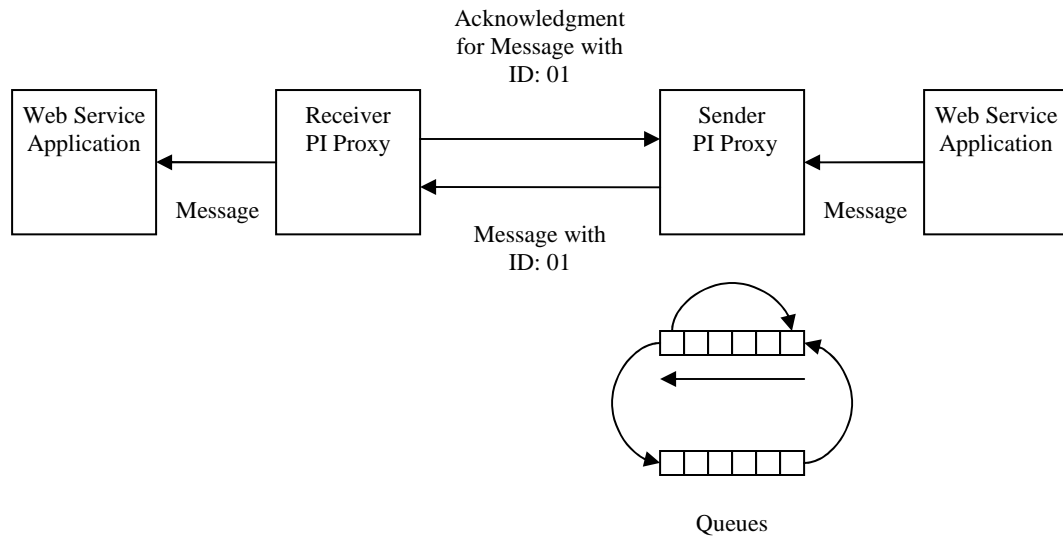 Acknowledgment
for Message with
ID: 01
Web Service
Application
Receiver
PI Proxy
Sender
PI Proxy
Web Service
Application
Message
Message with
ID: 01
Message
Queues